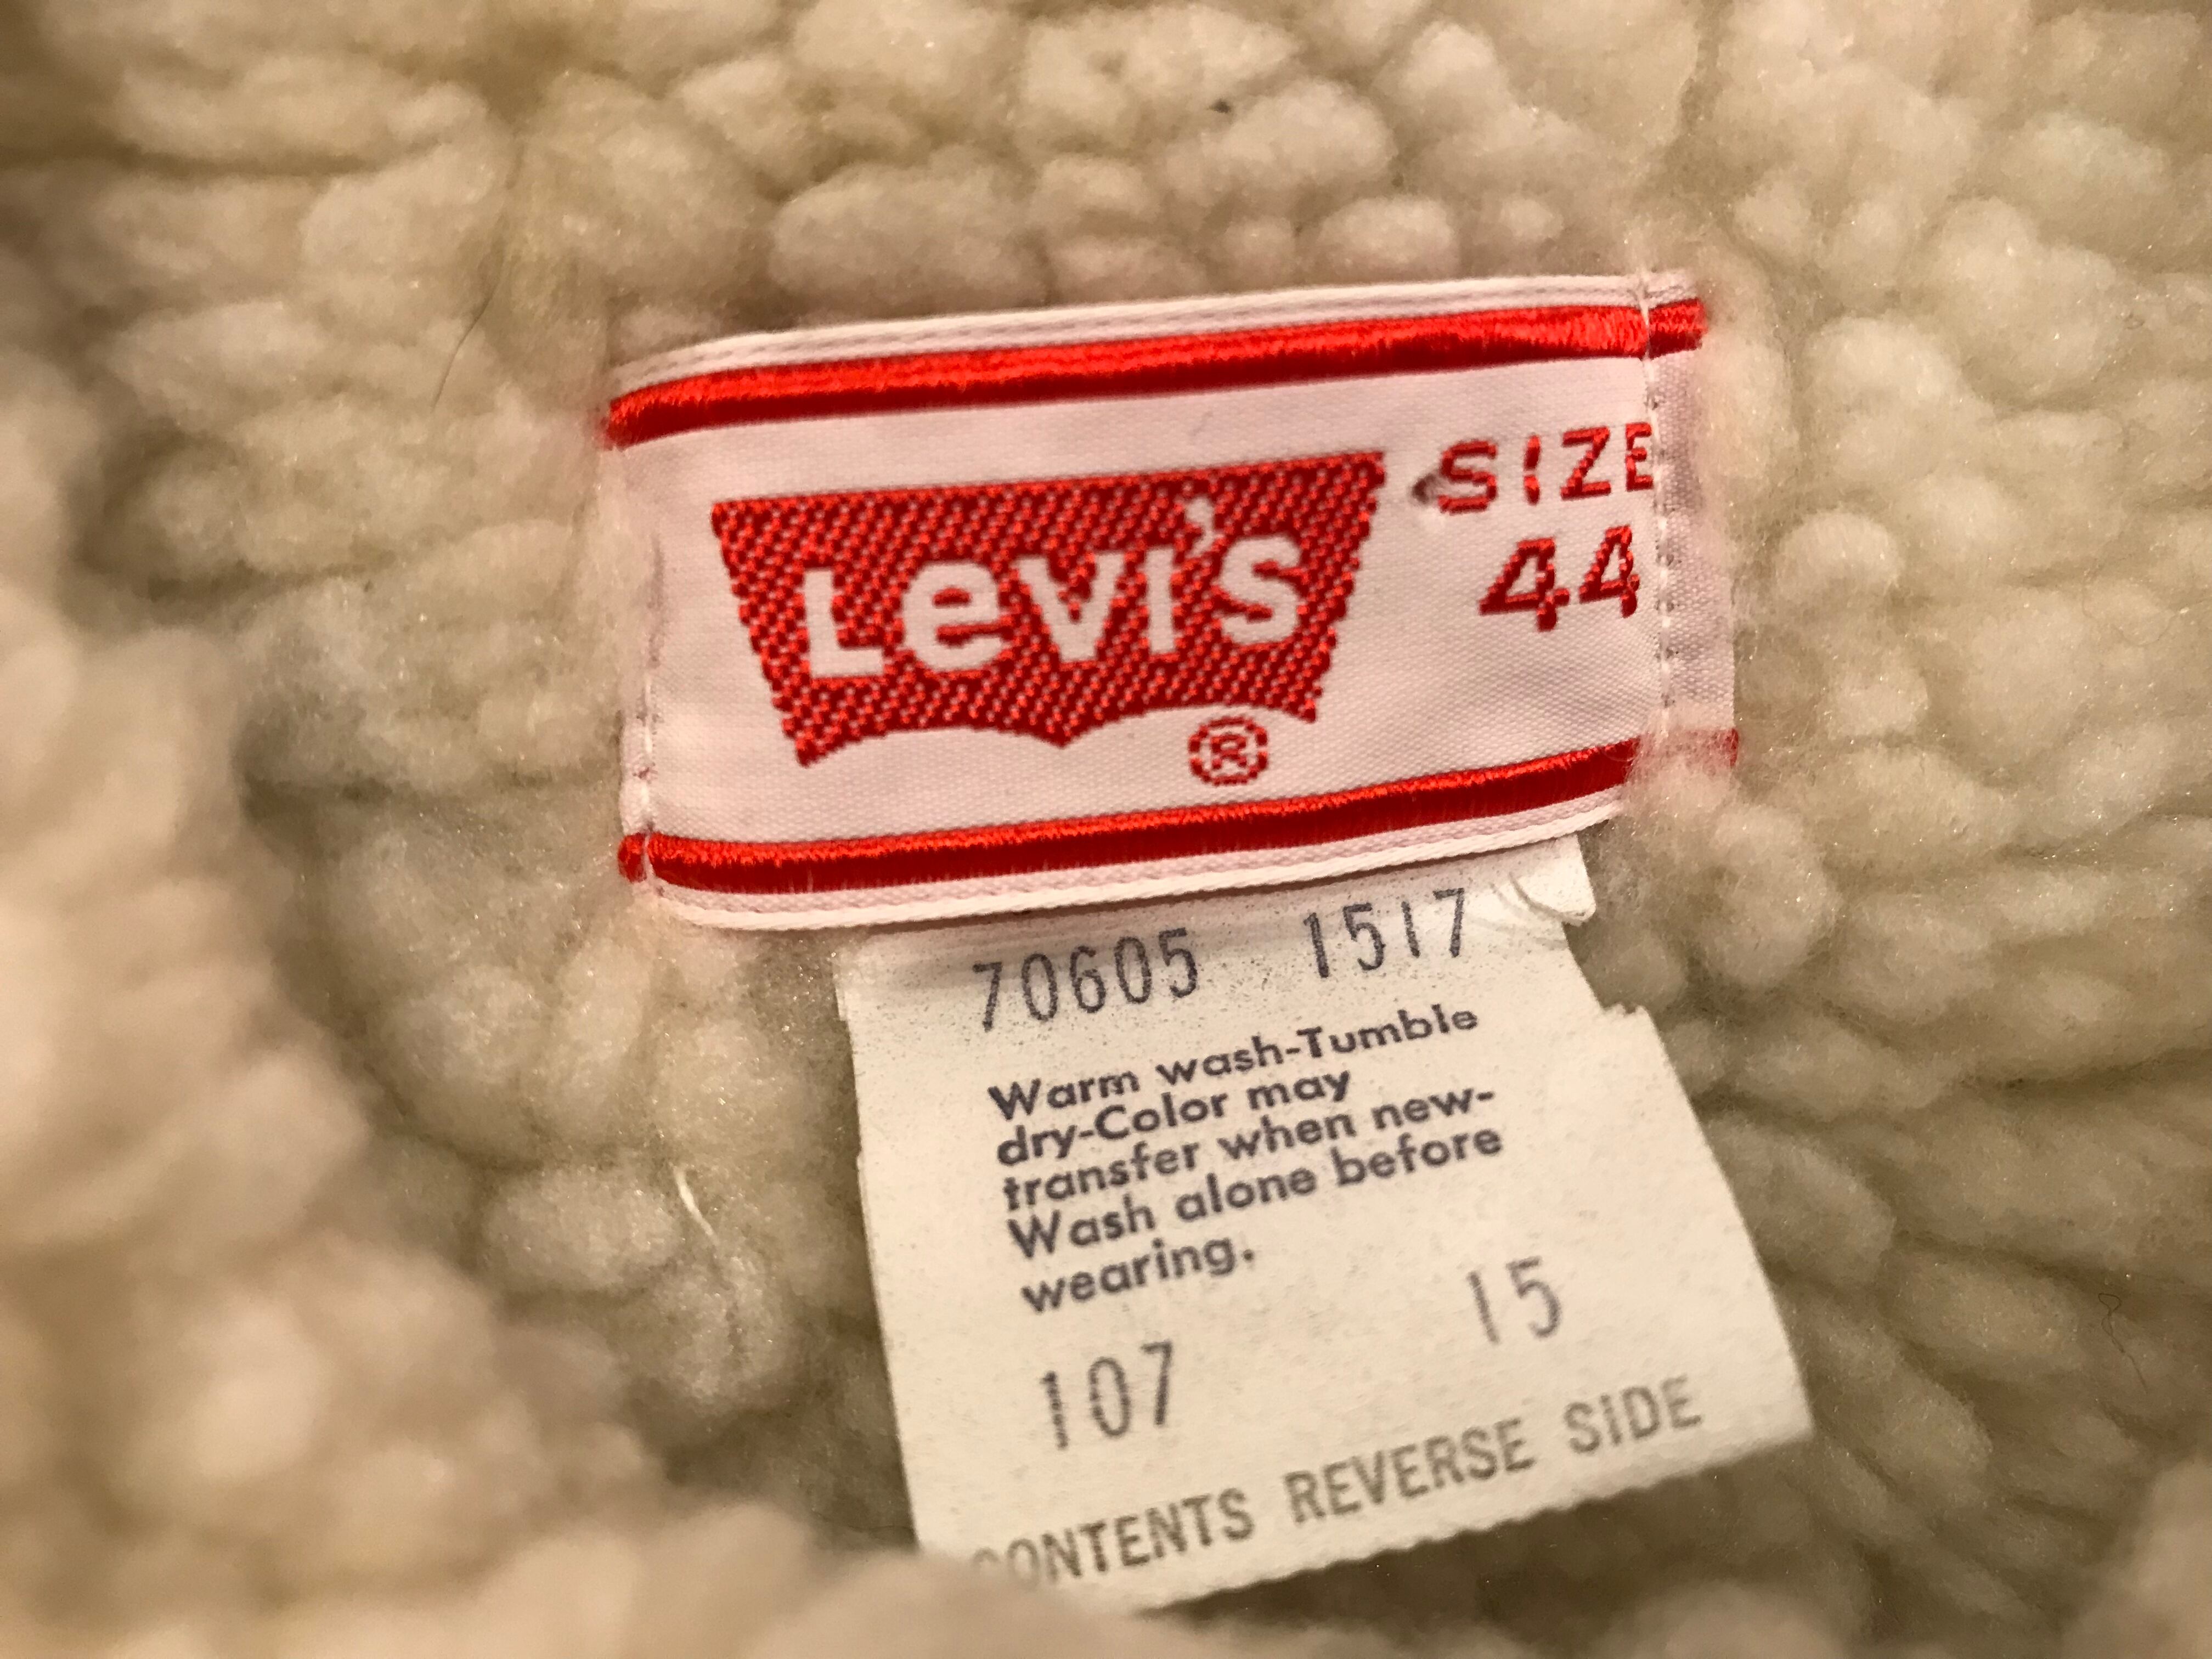 Levi's
®
SIZE
44
70605 1517
Warm wash-Tumble
dry-Color may
transfer when new-
Wash alone before
wearing.
107 15
CONTENTS REVERSE SIDE